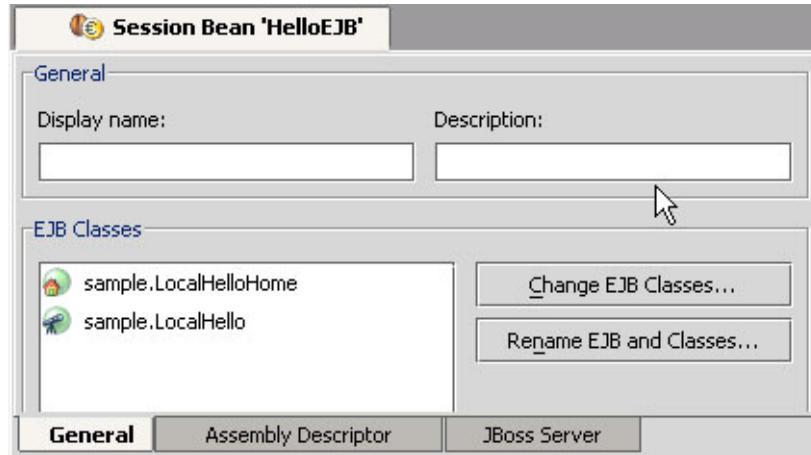 Session Bean 'HelloEJB'
General
Display name: Description:
EJB Classes
sample.LocalHelloHome
sample.LocalHello
Change EJB Classes...
Rename EJB and Classes...
General Assembly Descriptor JBoss Server